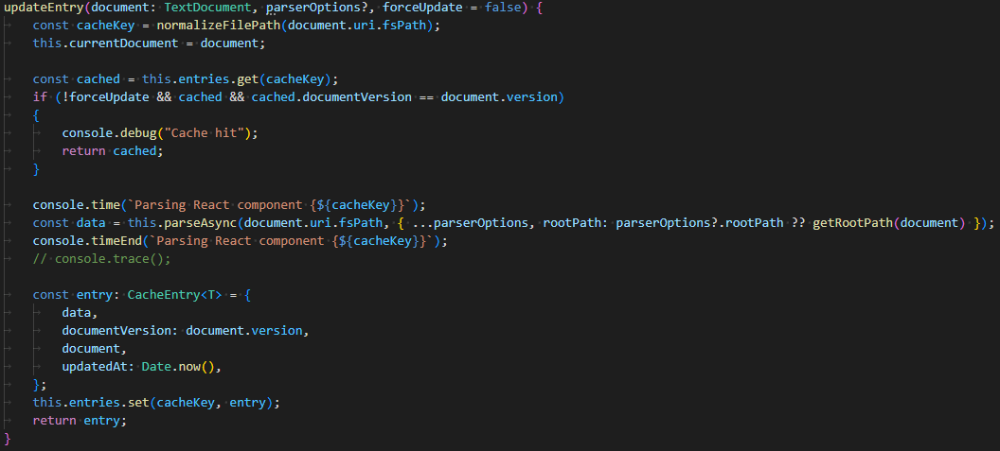 updateEntry(document: TextDocument, parserOptions?, forceUpdate = false) {
    const cacheKey = normalizeFilePath(document.uri.fsPath);
    this.currentDocument = document;

    const cached = this.entries.get(cacheKey);
    if (!forceUpdate && cached && cached.documentVersion == document.version)
    {
        console.debug("Cache hit");
        return cached;
    }

    console.time(`Parsing React component {${cacheKey}}`);
    const data = this.parseAsync(document.uri.fsPath, { ...parserOptions, rootPath: parserOptions?.rootPath ?? getRootPath(document) });
    console.timeEnd(`Parsing React component {${cacheKey}}`);
    // console.trace();

    const entry: CacheEntry<T> = {
        data,
        documentVersion: document.version,
        document,
        updatedAt: Date.now(),
    };
    this.entries.set(cacheKey, entry);
    return entry;
}